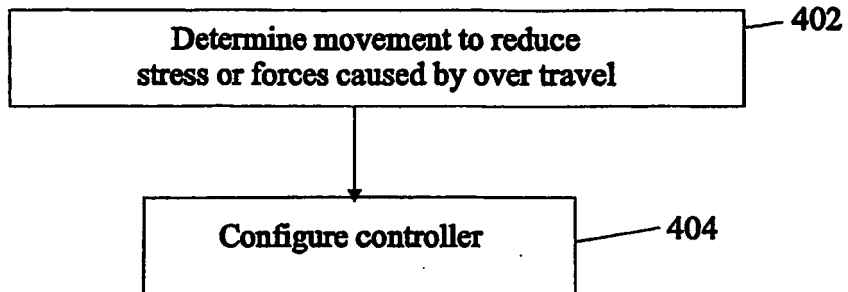 Determine movement to reduce
402
stress or forces caused by over travel
Configure controller
404